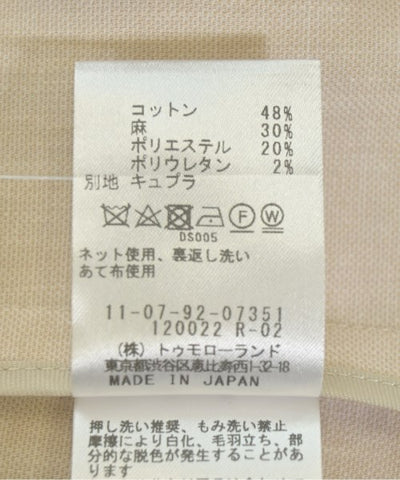 コットン 48%
麻 30%
ポリエステル 20%
ポリウレタン 2%
別地 キュプラ
F W
DS005
ネット使用、裏返し洗い
あて布使用
11-07-92-07351
120022 R-02
(株) トゥモローランド
東京都渋谷区恵比寿西1-32-18
MADE IN JAPAN
押し洗い推奨、もみ洗い禁止
摩擦により白化、毛羽立ち、部分
的な脱色が発生することがあり